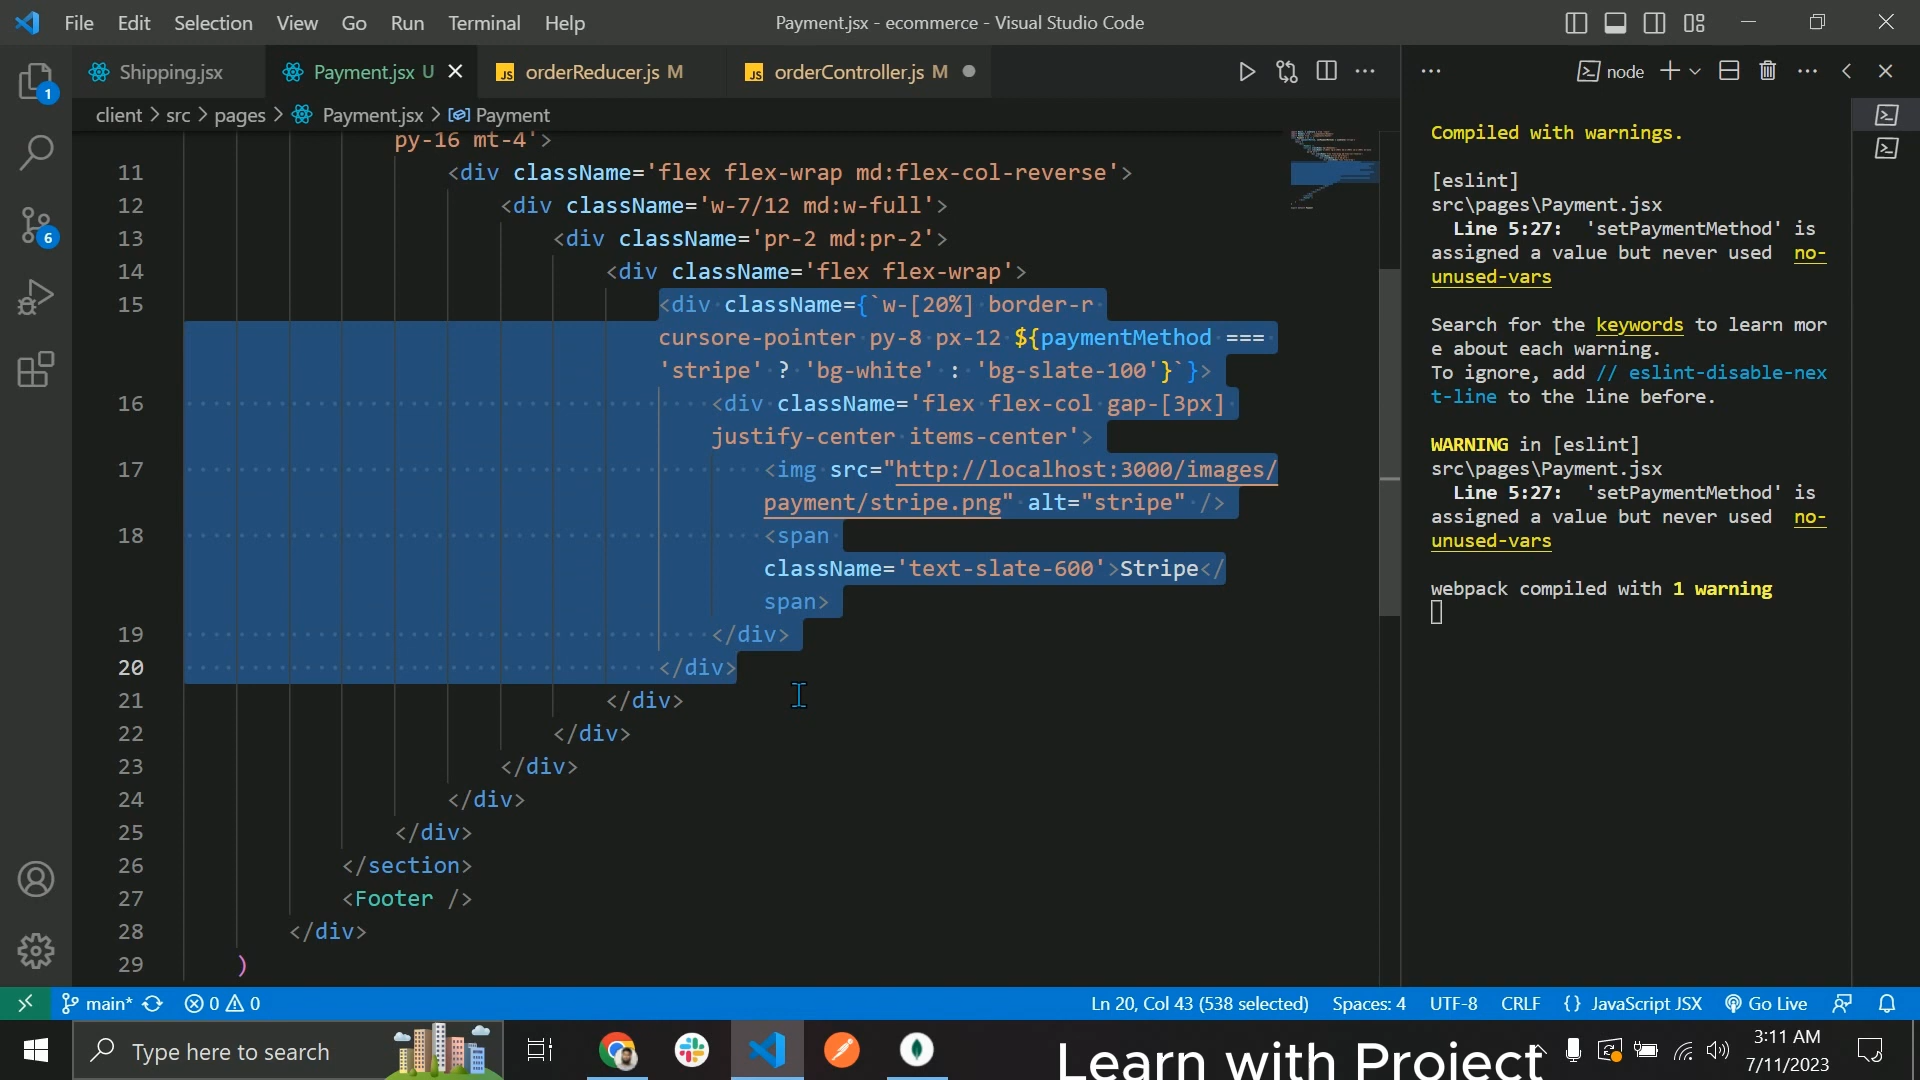 File Edit Selection View Go Run Terminal Help
Payment.jsx - ecommerce - Visual Studio Code
Shipping.jsx
Payment.jsx U
JS orderReducer.js M
JS orderController.js M
node
client > src > pages > Payment.jsx > Payment
py-16 mt-4'>
11 <div className='flex flex-wrap md:flex-col-reverse'>
12 <div className='w-7/12 md:w-full'>
13 <div className='pr-2 md:pr-2'>
14 <div className='flex flex-wrap'>
15 <div className={`w-[20%] border-r
cursore-pointer py-8 px-12 ${paymentMethod ===
'stripe' ? 'bg-white' : 'bg-slate-100'}`}>
16 <div className='flex flex-col gap-[3px]
justify-center items-center'>
17 <img src="http://localhost:3000/images/
payment/stripe.png" alt="stripe" />
18 <span
className='text-slate-600'>Stripe</
span>
19 </div>
20 </div>
21 </div>
22 </div>
23 </div>
24 </div>
25 </div>
26 </section>
27 <Footer />
28 </div>
29 )
Compiled with warnings.
[eslint]
src\pages\Payment.jsx
Line 5:27: 'setPaymentMethod' is
assigned a value but never used no-
unused-vars
Search for the keywords to learn mor
e about each warning.
To ignore, add // eslint-disable-nex
t-line to the line before.
WARNING in [eslint]
src\pages\Payment.jsx
Line 5:27: 'setPaymentMethod' is
assigned a value but never used no-
unused-vars
webpack compiled with 1 warning
1
6
main* 0 0
Ln 20, Col 43 (538 selected) Spaces: 4 UTF-8 CRLF {} JavaScript JSX Go Live
Type here to search
Learn with Project
3:11 AM
7/11/2023